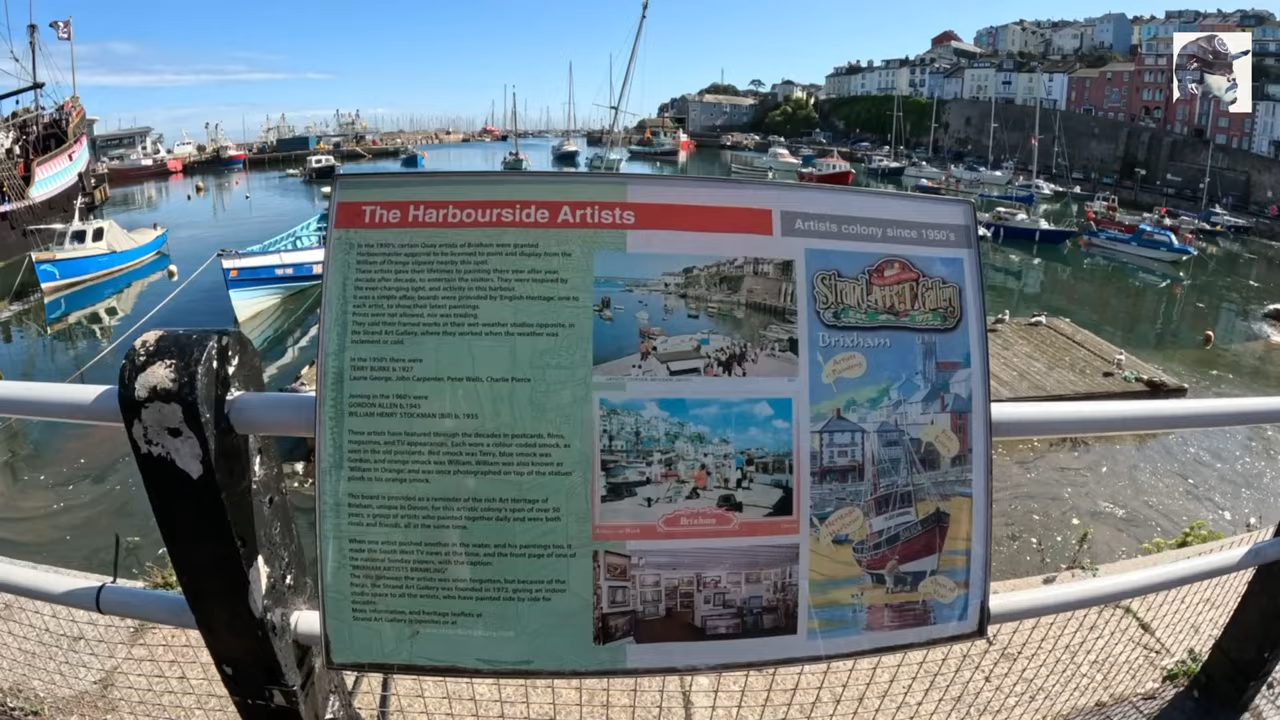 The Harbourside Artists
Artists colony since 1950's
In the 1950's certain Quay artists of Brixham were granted
Harbourmaster approval to be licensed to paint and display from the
William of Orange slipway nearby this spot.
These artists gave their lifetimes to painting there year after year,
decade after decade, to entertain the visitors. They were inspired by
the ever-changing light, and activity in this harbour.
It was a simple affair: boards were provided by 'English Heritage', one to
each artist, to show their latest paintings.
Prints were not allowed, nor was trading.
They sold their framed works at their wet-weather studios opposite, in
the Strand Art Gallery, where they worked when the weather was
inclement or cold.
In the 1950's there were
TERRY BURKE b.1927
Laurie George, John Carpenter, Peter Wells, Charlie Pierce
Joining in the 1960's were
GORDON ALLEN b.1945
WILLIAM HENRY STOCKMAN (Bill) b. 1935
These artists have featured through the decades in postcards, films,
magazines, and TV appearances. Each wore a colour-coded smock, as
seen in the old postcards. Red smock was Terry, blue smock was
Gordon, and orange smock was William. William was also known as
'William in Orange' and was once photographed on top of the statues'
plinth in his orange smock.
This board is provided as a reminder of the rich Art Heritage of
Brixham, unique in Devon, for this artistic colony's span of over 50
years, a group of artists who painted together daily and were both
rivals and friends, all at the same time.
When one artist pushed another in the water, and his paintings too, it
made the South West TV news at the time, and the front page of one of
the national Sunday papers, with the caption:
"BRIXHAM ARTISTS BRAWLING"
The row between the artists was soon forgotten, but because of the
fracas, the Strand Art Gallery was founded in 1972, giving an indoor
studio space to all the artists, who have painted side by side for
decades.
More information, and heritage leaflets at
Strand Art Gallery (opposite) or at
Brixham
Strand ART Gallery
Brixham
Artists
Painting